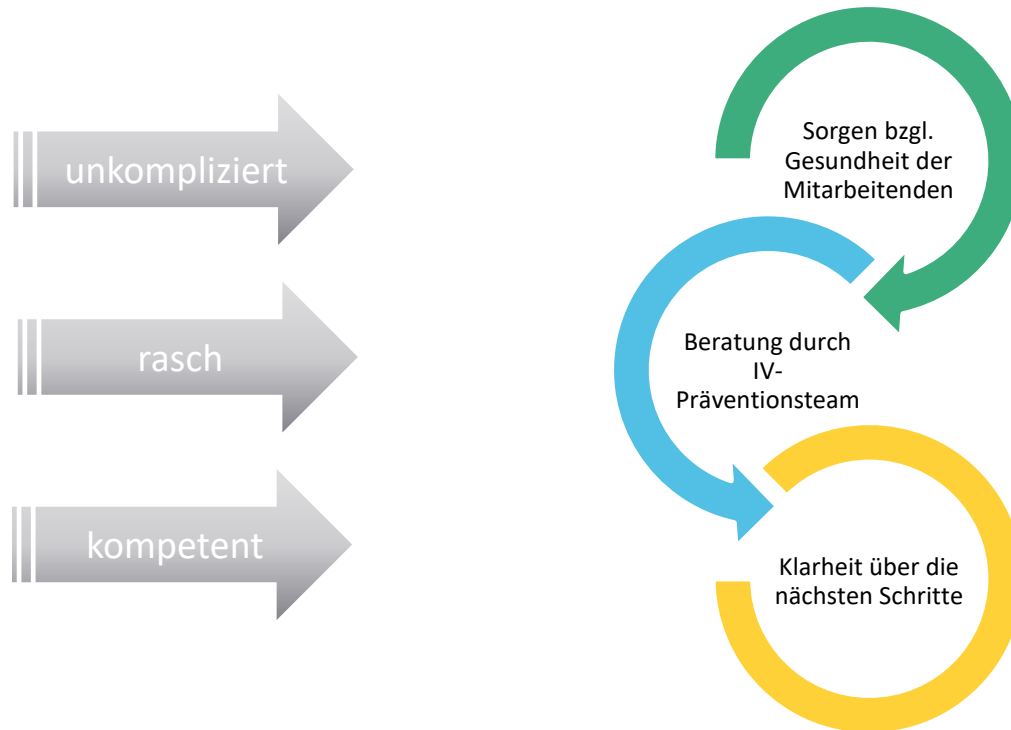 unkompliziert
rasch
kompetent
Sorgen bzgl.
Gesundheit der
Mitarbeitenden
Beratung durch
IV-
Präventionsteam
Klarheit über die
nächsten Schritte